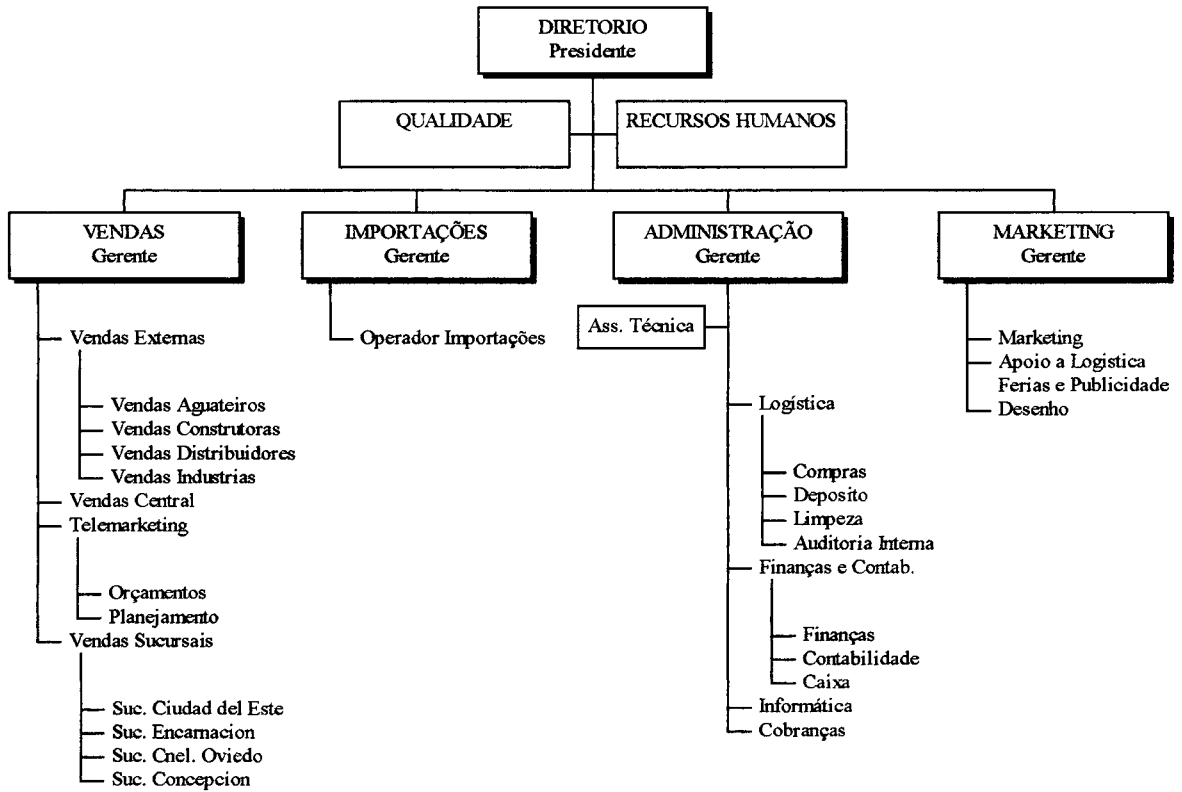 DIRETORIO
Presidente
QUALIDADE
RECURSOS HUMANOS
VENDAS
Gerente
IMPORTAÇÕES
Gerente
ADMINISTRAÇÃO
Gerente
MARKETING
Gerente
Vendas Externas
Vendas Aguateiros
Vendas Construtoras
Vendas Distribuidores
Vendas Industrias
Vendas Central
Telemarketing
Orçamentos
Planejamento
Vendas Sucursais
Suc. Ciudad del Este
Suc. Encarnacion
Suc. Cnel. Oviedo
Suc. Concepcion
Operador Importações
Ass. Técnica
Logística
Compras
Deposito
Limpeza
Auditoria Interna
Finanças e Contab.
Finanças
Contabilidade
Caixa
Informática
Cobranças
Marketing
Apoio a Logistica
Ferias e Publicidade
Desenho